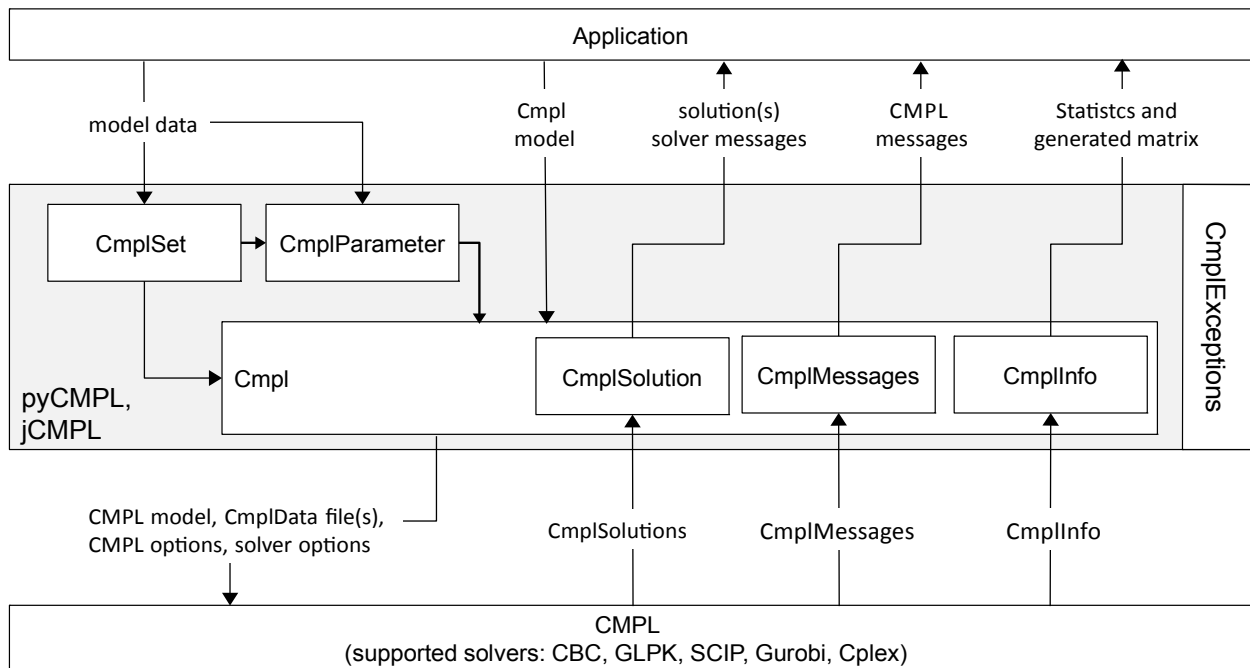 Application
model data
Cmpl
model
solution(s)
solver messages
CMPL
messages
Statistcs and
generated matrix
CmplSet
CmplParameter
CmplExceptions
Cmpl
CmplSolution
CmplMessages
CmplInfo
pyCMPL,
jCMPL
CMPL model, CmplData file(s),
CMPL options, solver options
CmplSolutions
CmplMessages
CmplInfo
CMPL
(supported solvers: CBC, GLPK, SCIP, Gurobi, Cplex)